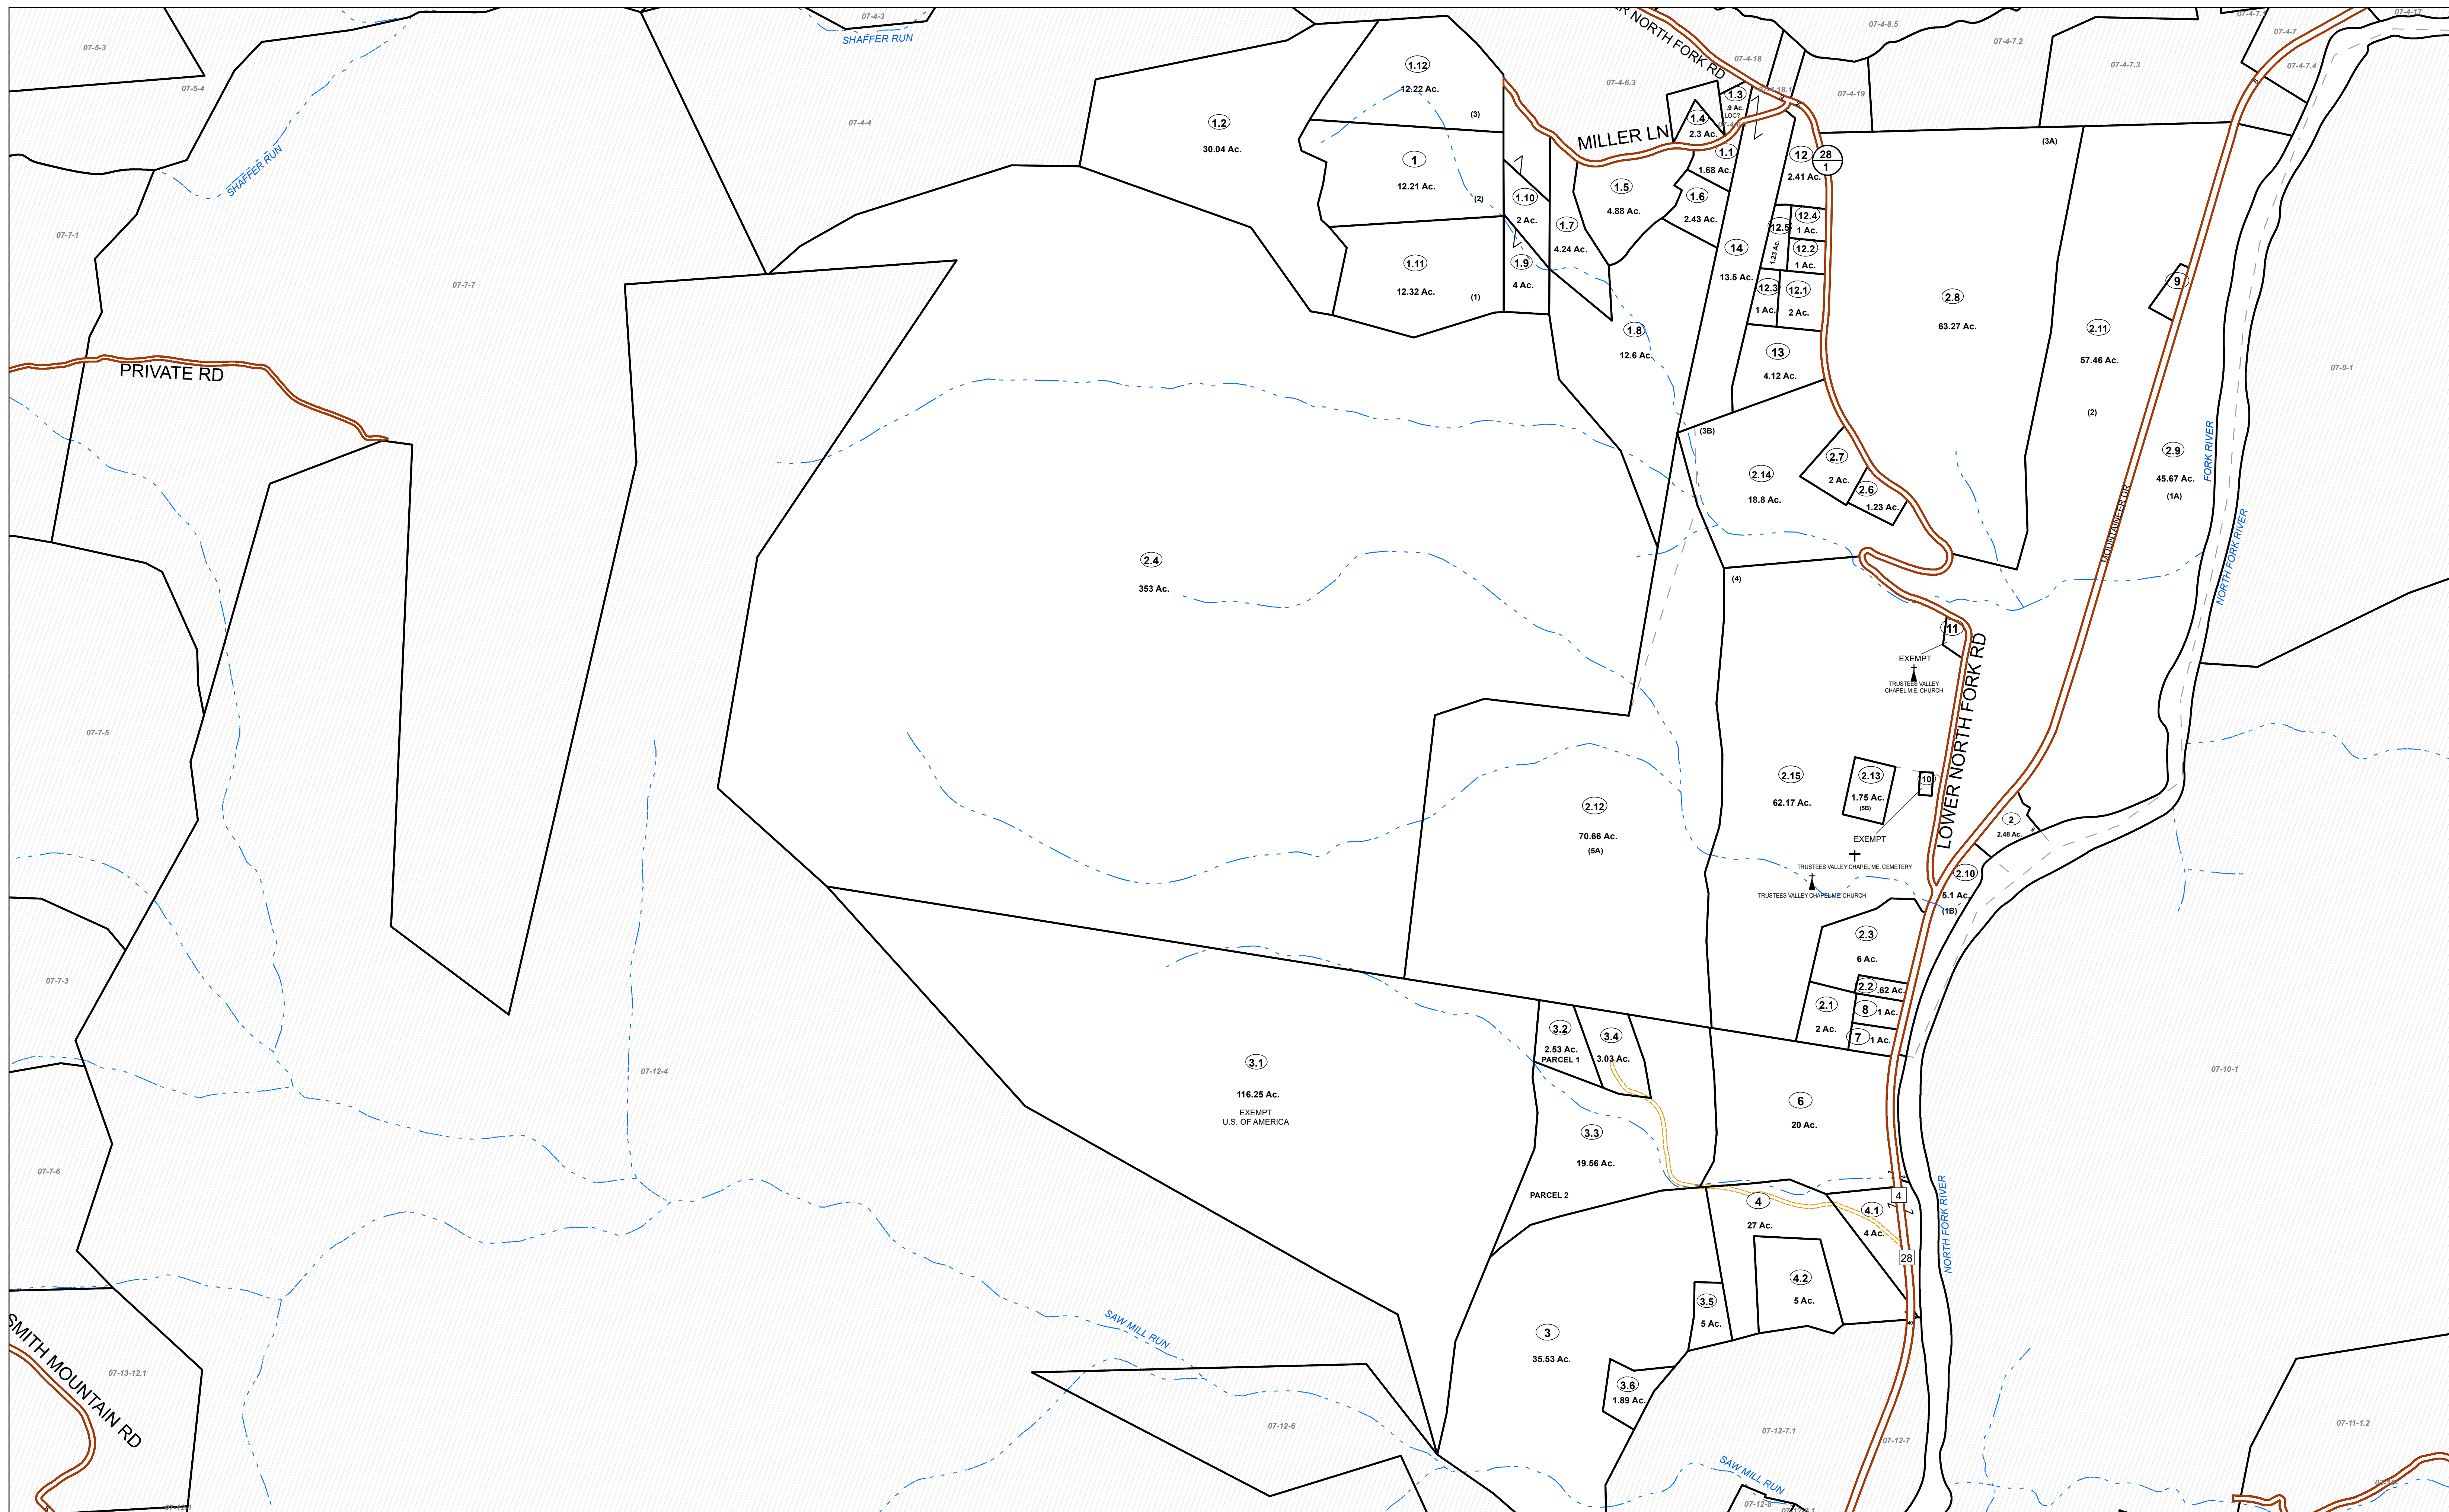 07-4-3
07-5-3
SHAFFER RUN
07-5-4
SHAFFER RUN
07-7-1
07-4-4
07-7-7
PRIVATE RD
07-7-5
07-7-3
07-7-6
07-12-4
SMITH MOUNTAIN RD
07-13-12.1
1.2
30.04 Ac.
1.12
12.22 Ac.
(3)
1
12.21 Ac.
(2)
1.11
12.32 Ac.
(1)
1.10
2 Ac.
1.9
4 Ac.
1.7
4.24 Ac.
1.8
12.6 Ac.
1.5
4.88 Ac.
MILLER LN
NORTH FORK RD
07-4-6.3
07-4-18
07-4-18.1
07-4-19
07-4-8.5
07-4-7.2
07-4-7.3
07-4-7
07-4-7.4
07-4-17
1.3
.9 Ac.
LOC?
1.4
2.3 Ac.
1.1
1.68 Ac.
1.6
2.43 Ac.
14
13.5 Ac.
12
2.41 Ac.
28
1
12.5
1.23 Ac.
12.4
1 Ac.
12.2
1 Ac.
12.3
1 Ac.
12.1
2 Ac.
13
4.12 Ac.
(3A)
2.8
63.27 Ac.
2.11
57.46 Ac.
(2)
9
2.9
45.67 Ac.
(1A)
07-9-1
FORK RIVER
NORTH FORK RIVER
MOUNTAINEER DR
(3B)
2.14
18.8 Ac.
2.7
2 Ac.
2.6
1.23 Ac.
2.4
353 Ac.
(4)
11
EXEMPT
TRUSTEES VALLEY
CHAPEL M.E. CHURCH
LOWER NORTH FORK RD
2.15
62.17 Ac.
2.13
1.75 Ac.
(5B)
10
EXEMPT
TRUSTEES VALLEY CHAPEL ME. CEMETERY
TRUSTEES VALLEY CHAPEL ME. CHURCH
2.12
70.66 Ac.
(5A)
2
2.48 Ac.
2.10
5.1 Ac.
(1B)
2.3
6 Ac.
2.2
.62 Ac.
2.1
2 Ac.
8
1 Ac.
7
1 Ac.
3.1
116.25 Ac.
EXEMPT
U.S. OF AMERICA
3.2
2.53 Ac.
PARCEL 1
3.4
3.03 Ac.
3.3
19.56 Ac.
PARCEL 2
6
20 Ac.
07-10-1
4
27 Ac.
4.1
4 Ac.
4
28
NORTH FORK RIVER
4.2
5 Ac.
3.5
5 Ac.
3
35.53 Ac.
3.6
1.89 Ac.
SAW MILL RUN
07-12-6
07-12-7.1
07-12-7
SAW MILL RUN
07-12-8
07-11-1.2